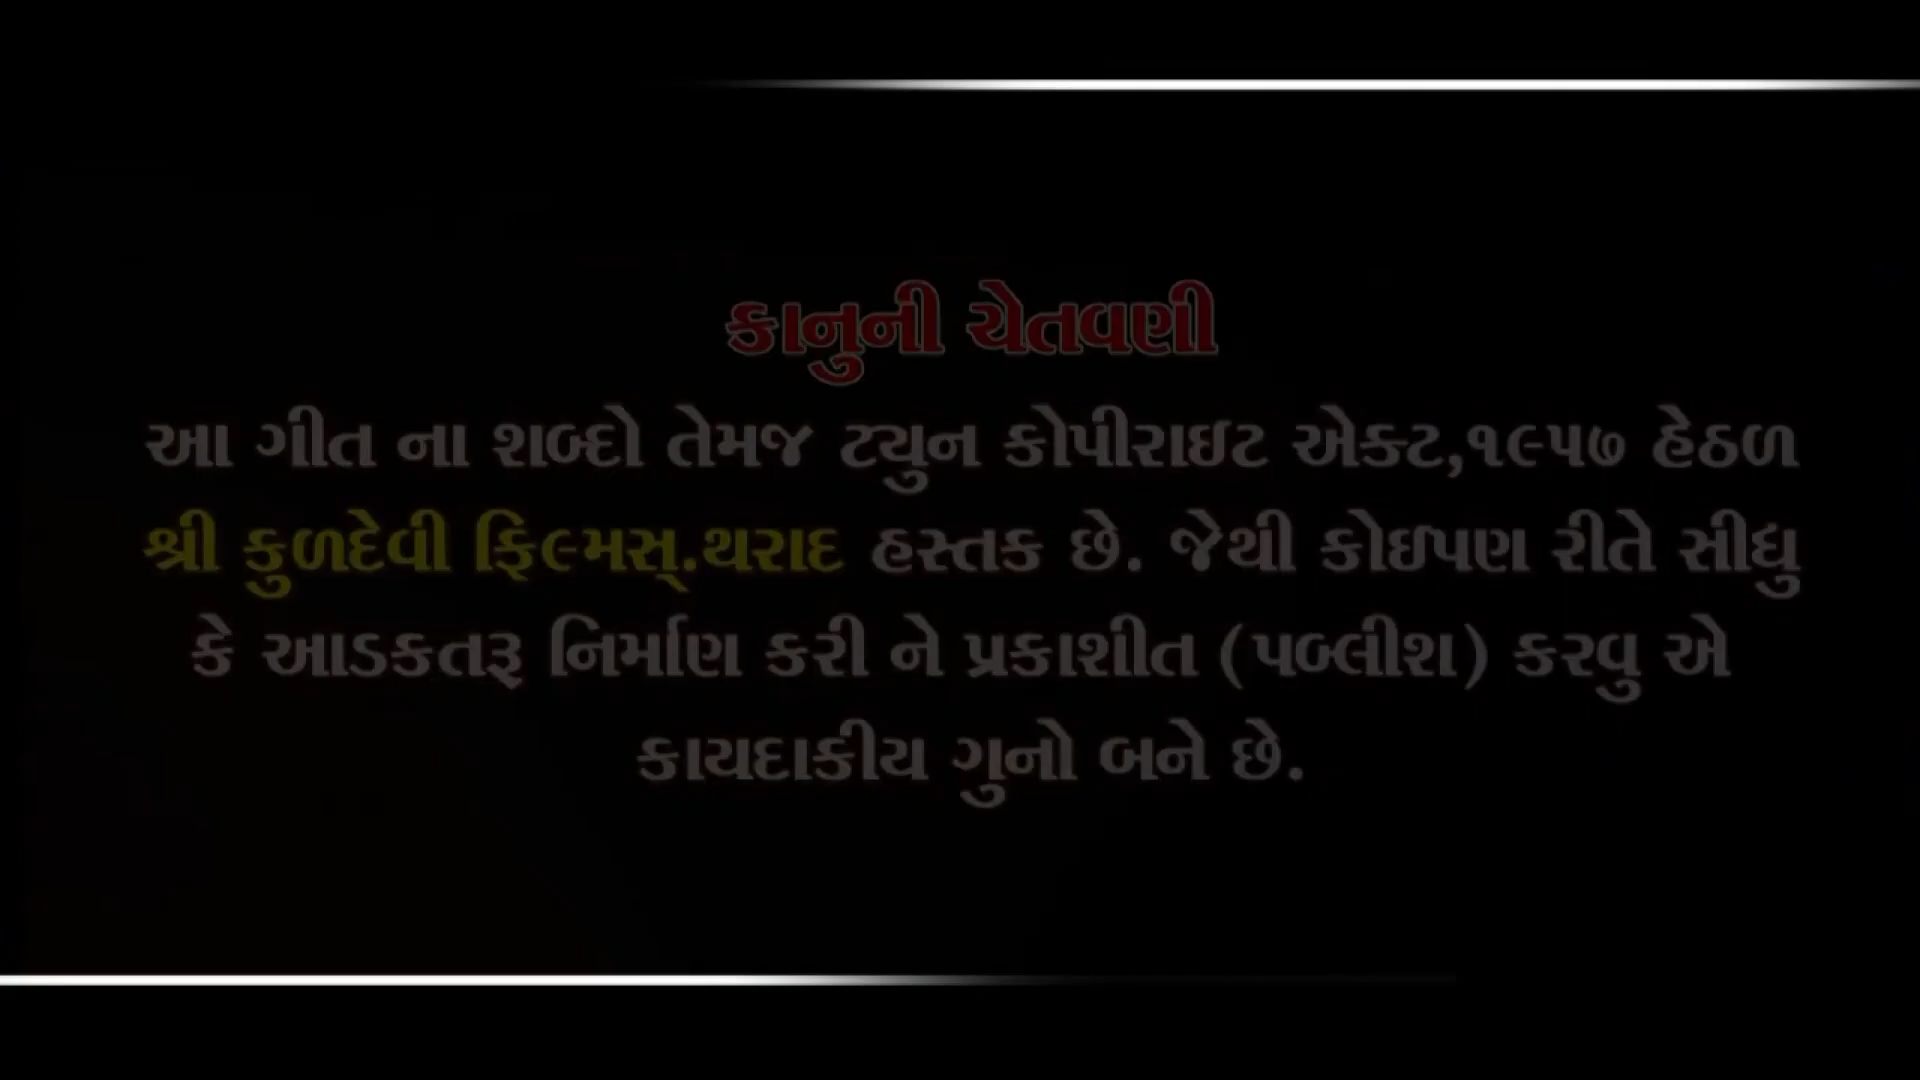 કાનુની ચેતવણી
આ ગીત ના શબ્દો તેમજ ટ્યુન કોપીરાઇટ એક્ટ,૧૯૫૭ હેઠળ
શ્રી કુળદેવી ફિલ્મસ્.થરાદ હસ્તક છે. જેથી કોઇપણ રીતે સીધુ
કે આડકતરૂ નિર્માણ કરી ને પ્રકાશીત (પબ્લીશ) કરવુ એ
કાયદાકીય ગુનો બને છે.